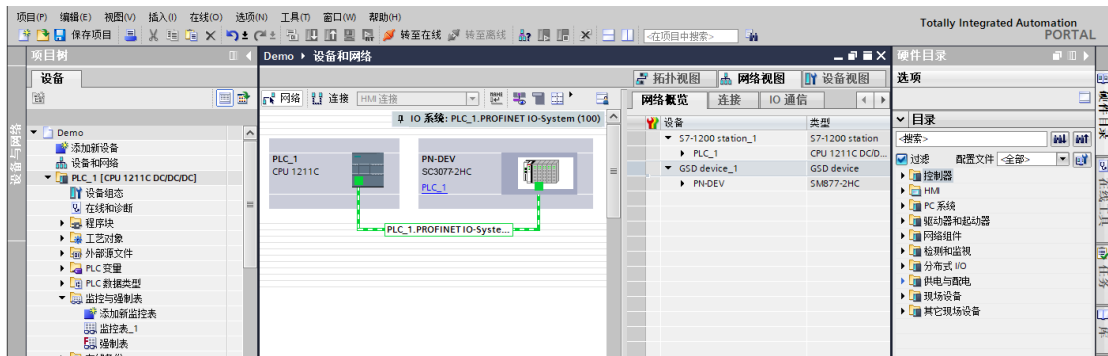 项目(P) 编辑(E) 视图(V) 插入(I) 在线(O) 选项(N) 工具(T) 窗口(W) 帮助(H)
Totally Integrated Automation
PORTAL
保存项目 转至在线 转至离线 <在项目中搜索>
项目树
Demo 设备和网络
硬件目录
设备
拓扑视图 网络视图 设备视图
选项
网络 连接 HMI 连接
网络概览 连接 IO 通信
IO 系统: PLC_1.PROFINET IO-System (100)
设备 类型
目录
Demo
S7-1200 station_1 S7-1200 station
<搜索>
添加新设备
PLC_1
CPU 1211C
PN-DEV
SC3077-2HC
PLC_1
PLC_1 CPU 1211C DC/D...
过滤 配置文件 <全部>
设备和网络
GSD device_1 GSD device
控制器
PLC_1 [CPU 1211C DC/DC/DC]
PN-DEV SM877-2HC
HMI
设备组态
PC 系统
在线和诊断
驱动器和起动器
程序块
PLC_1.PROFINET IO-Syste...
网络组件
工艺对象
检测和监视
外部源文件
分布式 I/O
PLC 变量
供电与配电
PLC 数据类型
现场设备
监控与强制表
其它现场设备
添加新监控表
监控表_1
强制表
设备与网络
在线工具
任务
库